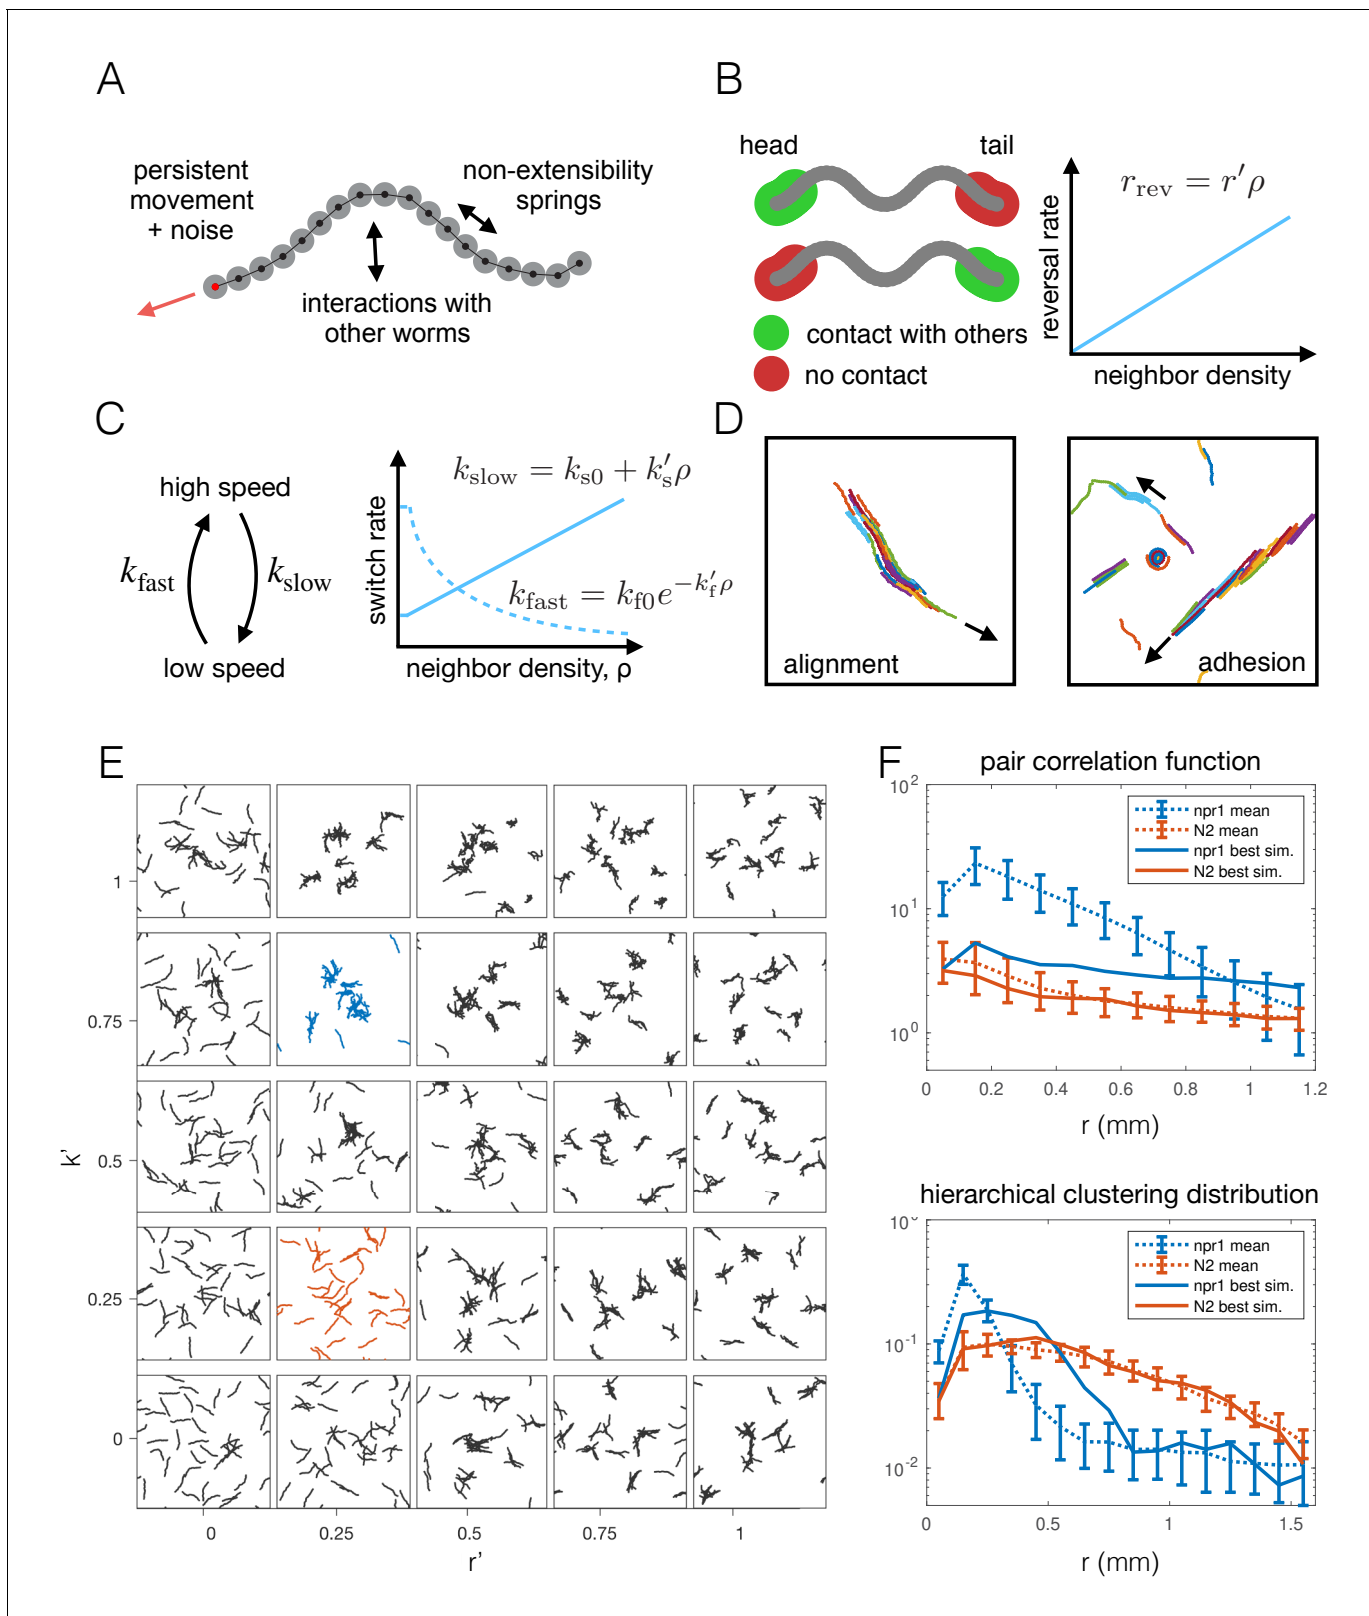 A
persistent
movement
+ noise
non-extensibility
springs
interactions with
other worms
B
head
tail
contact with others
no contact
reversal rate
r_rev = r′ρ
neighbor density
C
high speed
k_fast
k_slow
low speed
switch rate
k_slow = k_s0 + k′_s ρ
k_fast = k_f0 e^{−k′_f ρ}
neighbor density, ρ
D
alignment
adhesion
E
k'
1
0.75
0.5
0.25
0
0 0.25 0.5 0.75 1
r'
F
pair correlation function
10^2
10^1
10^0
npr1 mean
N2 mean
npr1 best sim.
N2 best sim.
0 0.2 0.4 0.6 0.8 1 1.2
r (mm)
hierarchical clustering distribution
10^0
10^-1
10^-2
npr1 mean
N2 mean
npr1 best sim.
N2 best sim.
0 0.5 1 1.5
r (mm)